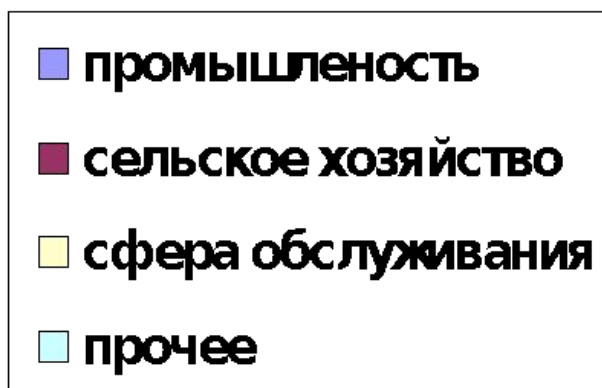 промышленость
сельское хозяйство
сфера обслуживания
прочее